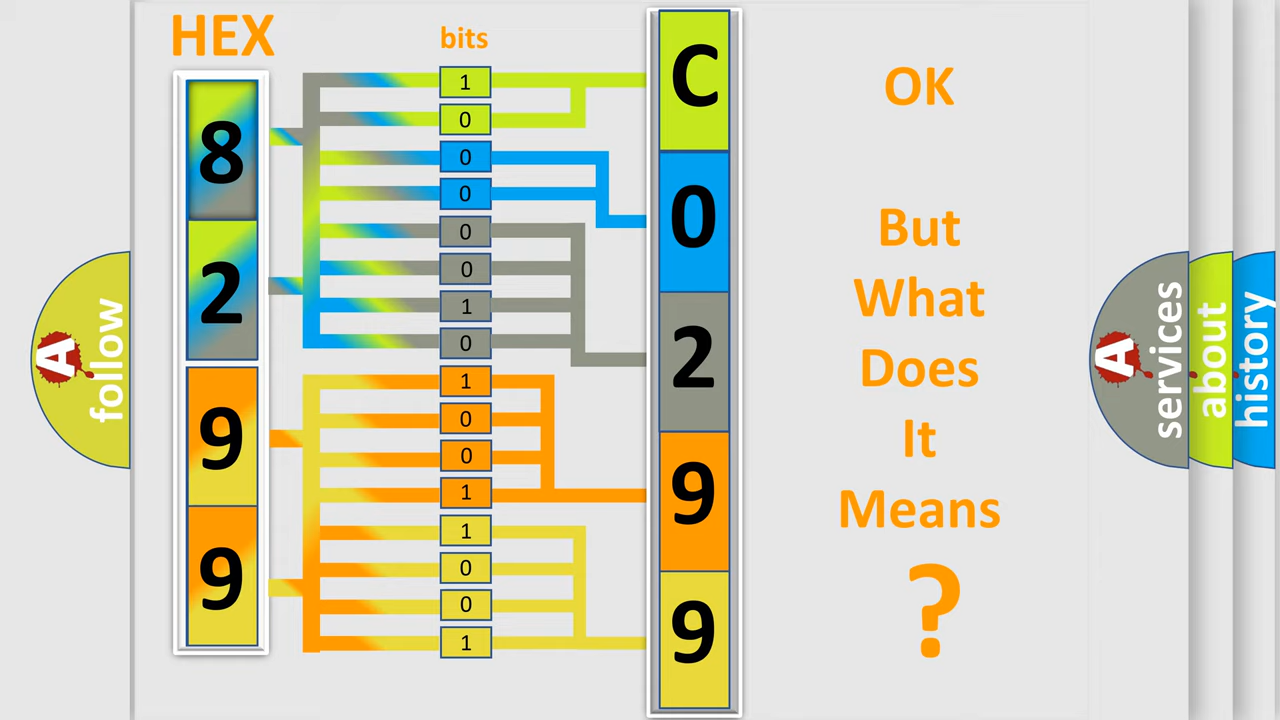 HEX
bits
8
2
9
9
1
0
0
0
0
0
1
0
1
0
0
1
1
0
0
1
C
0
2
9
9
OK
But
What
Does
It
Means
?
A
follow
A
services
about
history